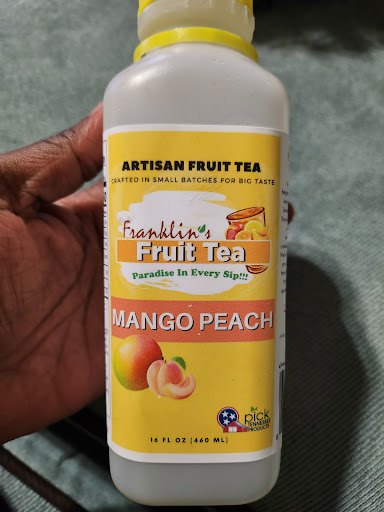 ARTISAN FRUIT TEA
CRAFTED IN SMALL BATCHES FOR BIG TASTE
Franklin's
Fruit Tea
Paradise In Every Sip!!!
MANGO PEACH
pick
TENNESSEE
PRODUCTS
16 FL OZ (460 ML)